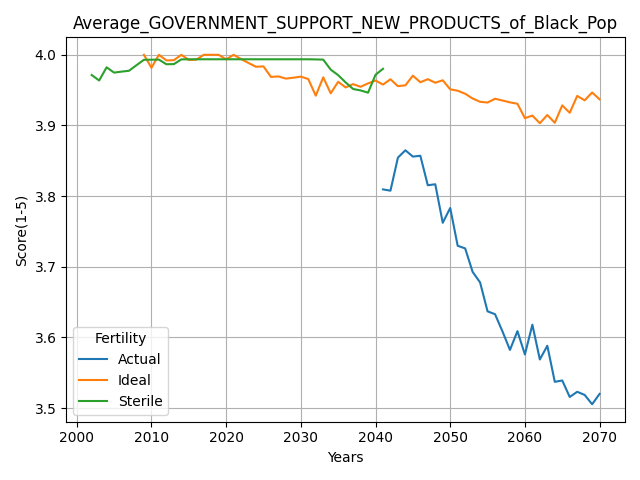 Average_GOVERNMENT_SUPPORT_NEW_PRODUCTS_of_Black_Pop
Score(1-5)
4.0
3.9
3.8
3.7
3.6
3.5
Fertility
Actual
Ideal
Sterile
2000 2010 2020 2030 2040 2050 2060 2070
Years